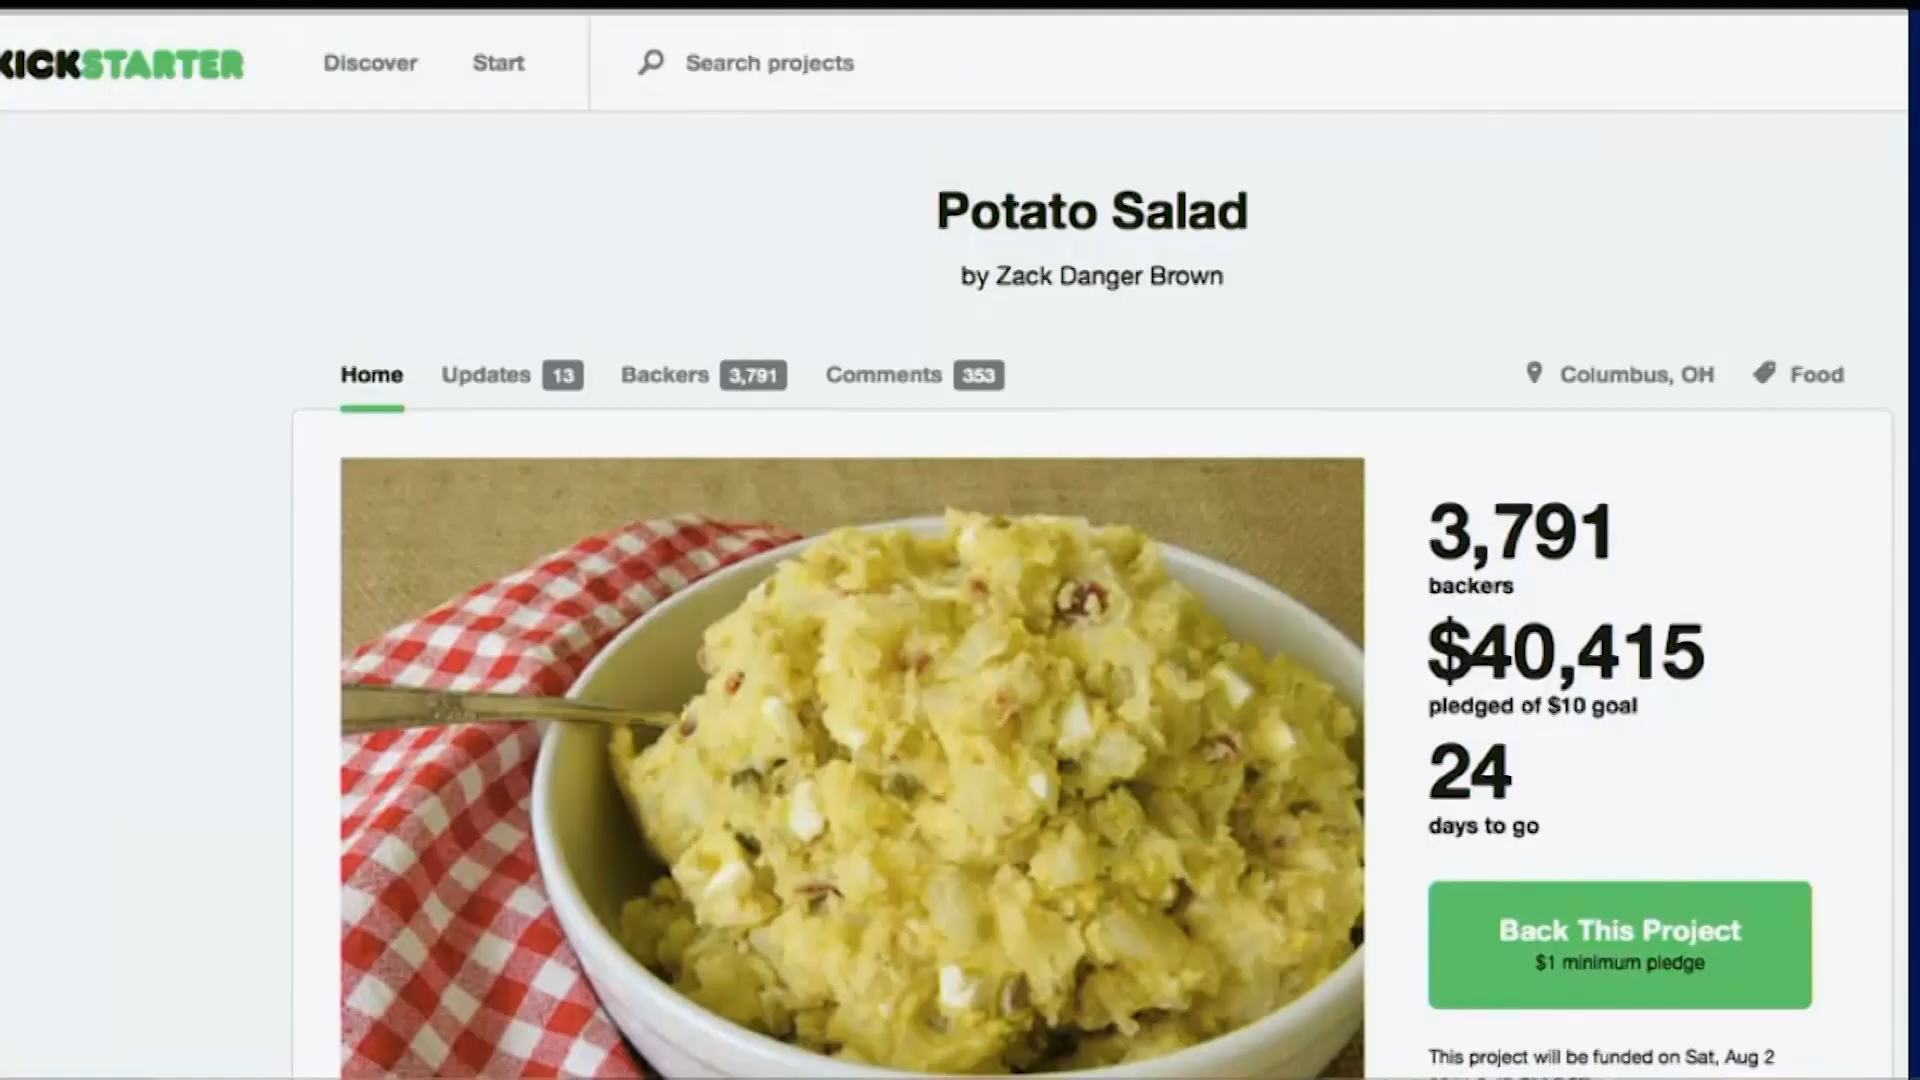 KICKSTARTER
Discover
Start
Search projects
Potato Salad
by Zack Danger Brown
Home
Updates 13
Backers 3,791
Comments 353
Columbus, OH
Food
3,791
backers
$40,415
pledged of $10 goal
24
days to go
Back This Project
$1 minimum pledge
This project will be funded on Sat, Aug 2